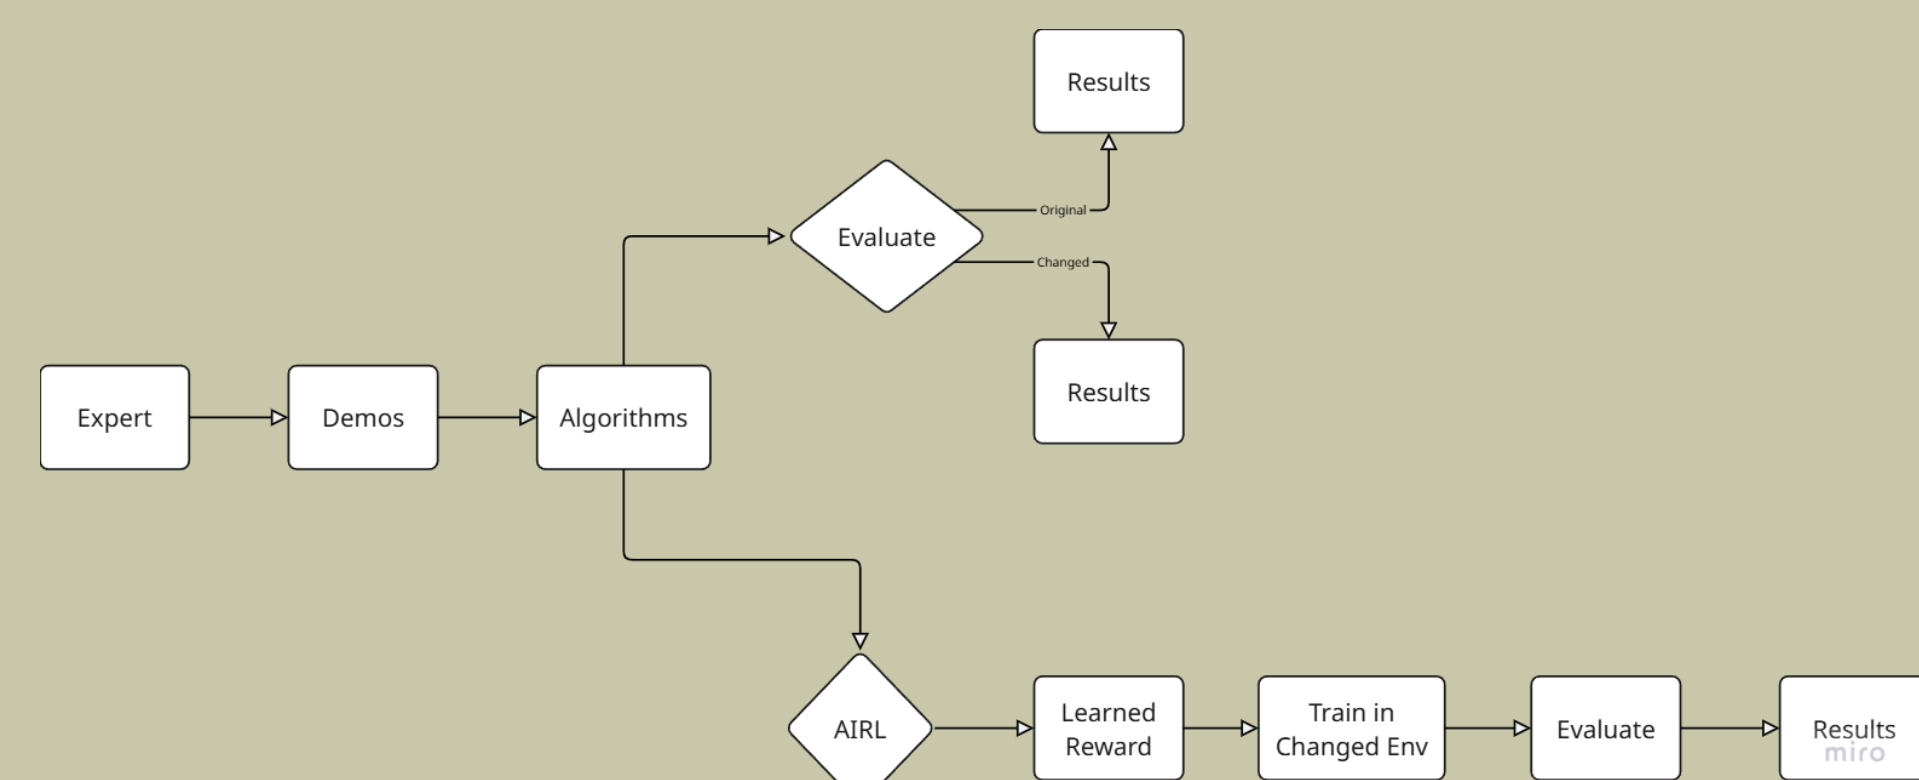 Results
Evaluate
Original
Changed
Results
Expert
Demos
Algorithms
AIRL
Learned
Reward
Train in
Changed Env
Evaluate
Results
miro